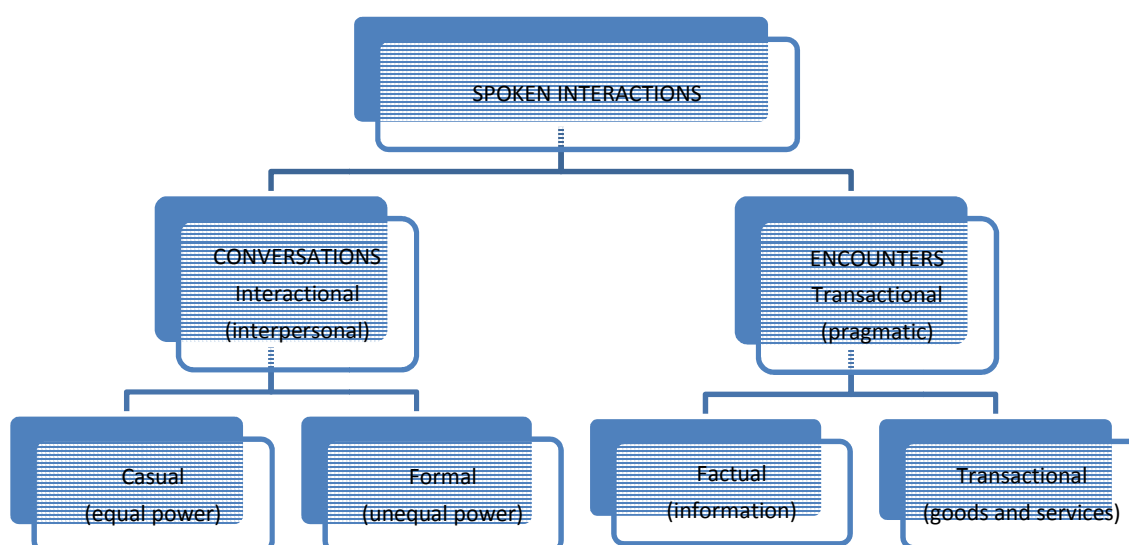 SPOKEN INTERACTIONS
CONVERSATIONS
Interactional
(interpersonal)
ENCOUNTERS
Transactional
(pragmatic)
Casual
(equal power)
Formal
(unequal power)
Factual
(information)
Transactional
(goods and services)